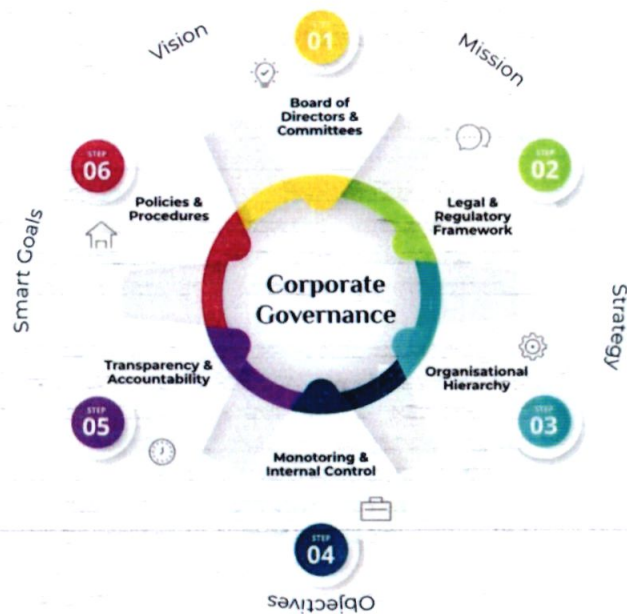 Vision
Mission
Strategy
Objectives
Smart Goals
STEP
01
Board of
Directors &
Committees
STEP
02
Legal &
Regulatory
Framework
STEP
03
Organisational
Hierarchy
STEP
04
Monotoring &
Internal Control
STEP
05
Transparency &
Accountability
STEP
06
Policies &
Procedures
Corporate
Governance